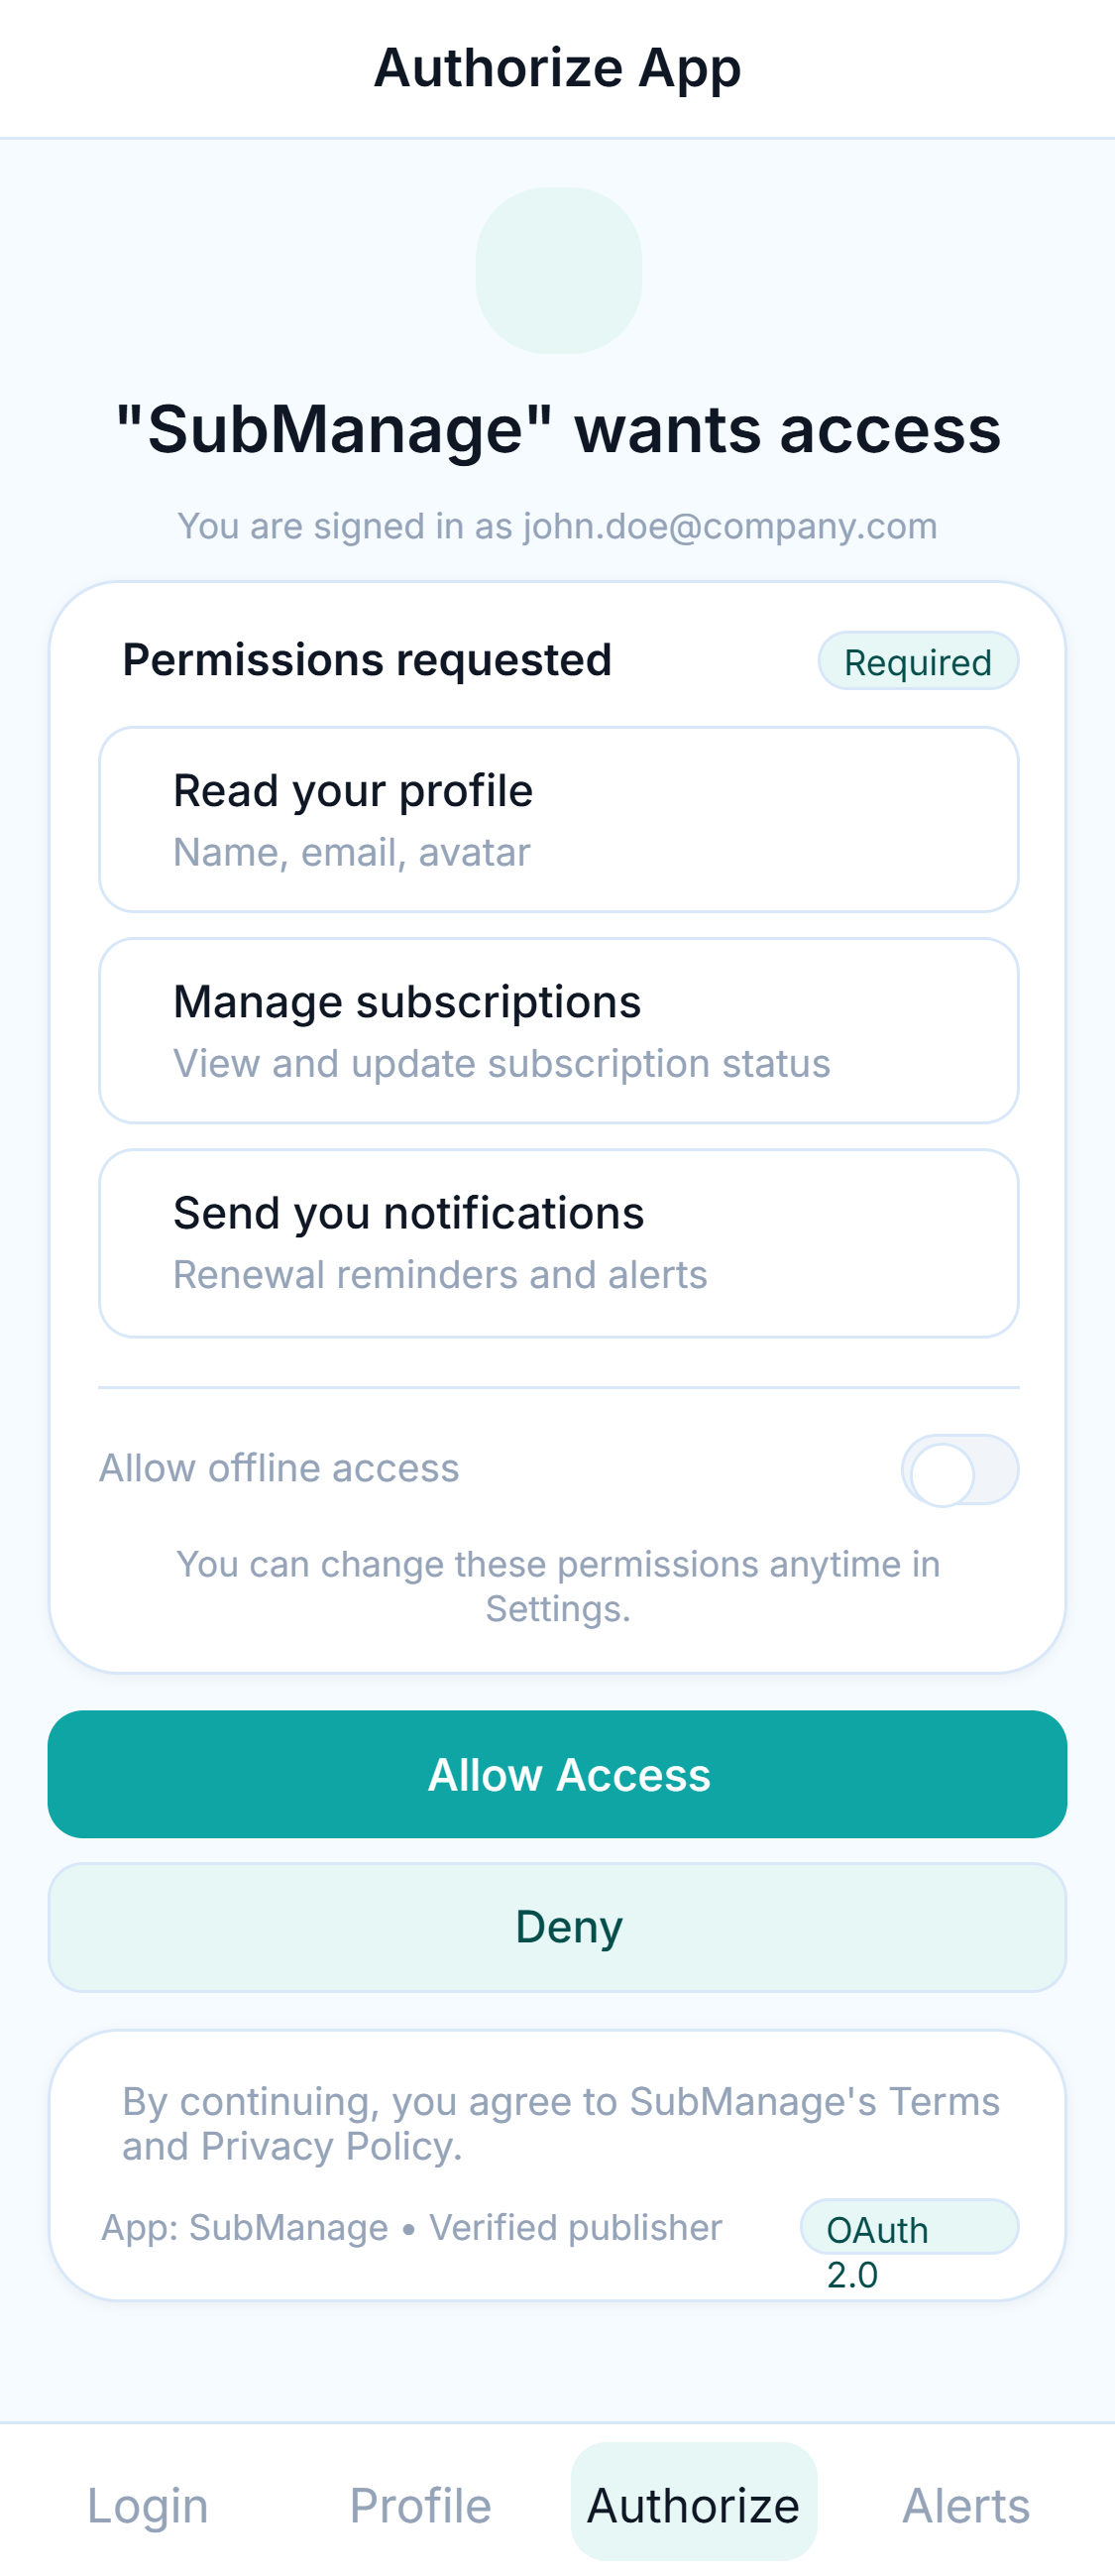 Authorize App
"SubManage" wants access
You are signed in as john.doe@company.com
Permissions requested
Required
Read your profile
Name, email, avatar
Manage subscriptions
View and update subscription status
Send you notifications
Renewal reminders and alerts
Allow offline access
You can change these permissions anytime in
Settings.
Allow Access
Deny
By continuing, you agree to SubManage's Terms
and Privacy Policy.
App: SubManage • Verified publisher
OAuth
2.0
Login
Profile
Authorize
Alerts